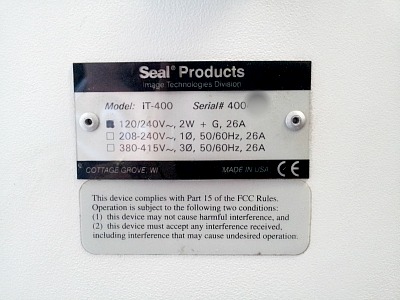 Seal® Products
Image Technologies Division
Model: iT-400 Serial# 400
■ 120/240V~, 2W + G, 26A
□ 208-240V~, 1Ø, 50/60Hz, 26A
□ 380-415V~, 3Ø, 50/60Hz, 26A
COTTAGE GROVE, WI MADE IN USA CE
This device complies with Part 15 of the FCC Rules.
Operation is subject to the following two conditions:
(1) this device may not cause harmful interference, and
(2) this device must accept any interference received,
including interference that may cause undesired operation.